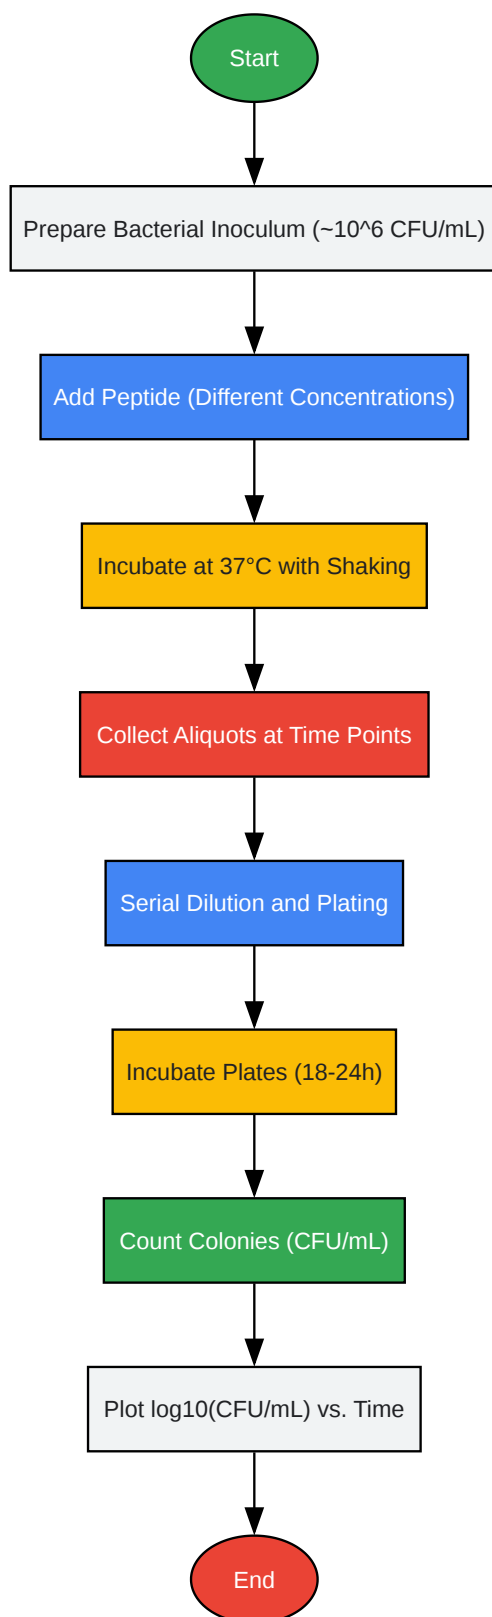 Start
Prepare Bacterial Inoculum (~10^6 CFU/mL)
Add Peptide (Different Concentrations)
Incubate at 37°C with Shaking
Collect Aliquots at Time Points
Serial Dilution and Plating
Incubate Plates (18-24h)
Count Colonies (CFU/mL)
Plot log10(CFU/mL) vs. Time
End